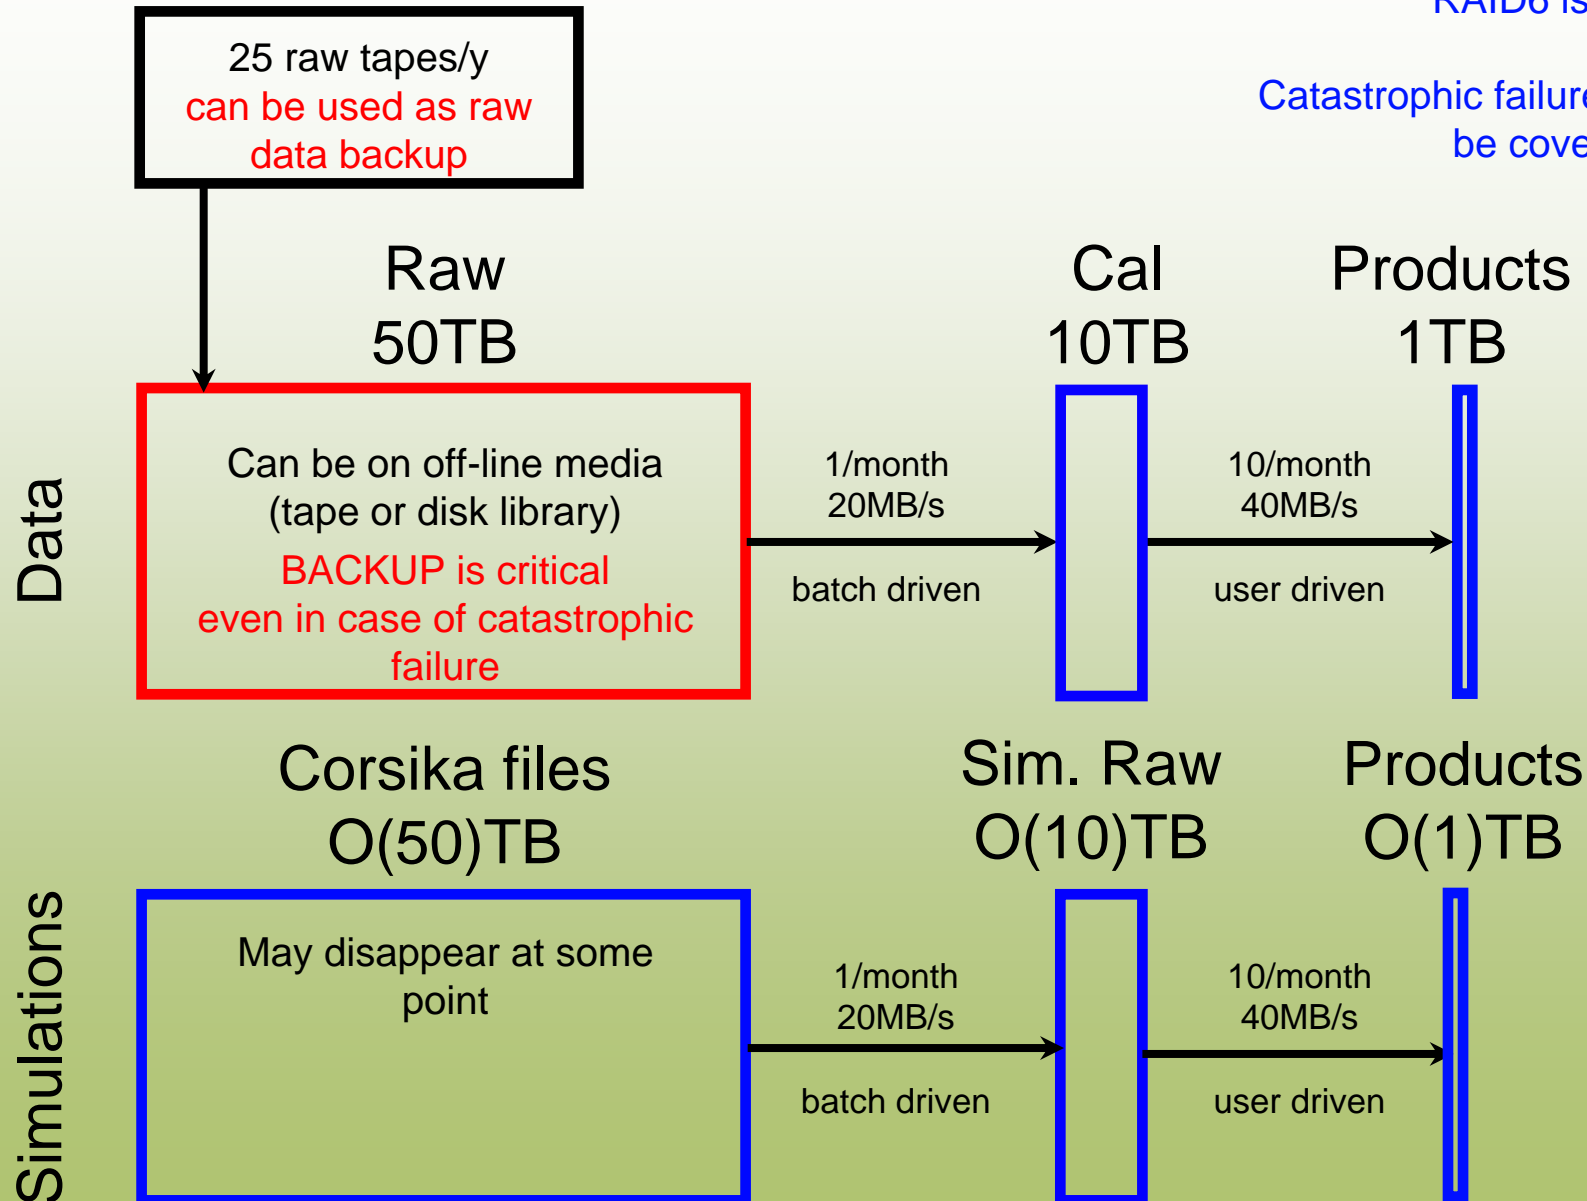 RAID6 is
Catastrophic failure
be cove
25 raw tapes/y
can be used as raw
data backup
Raw
50TB
Cal
10TB
Products
1TB
Data
Can be on off-line media
(tape or disk library)
BACKUP is critical
even in case of catastrophic
failure
1/month
20MB/s
batch driven
10/month
40MB/s
user driven
Corsika files
O(50)TB
Sim. Raw
O(10)TB
Products
O(1)TB
Simulations
May disappear at some
point
1/month
20MB/s
batch driven
10/month
40MB/s
user driven